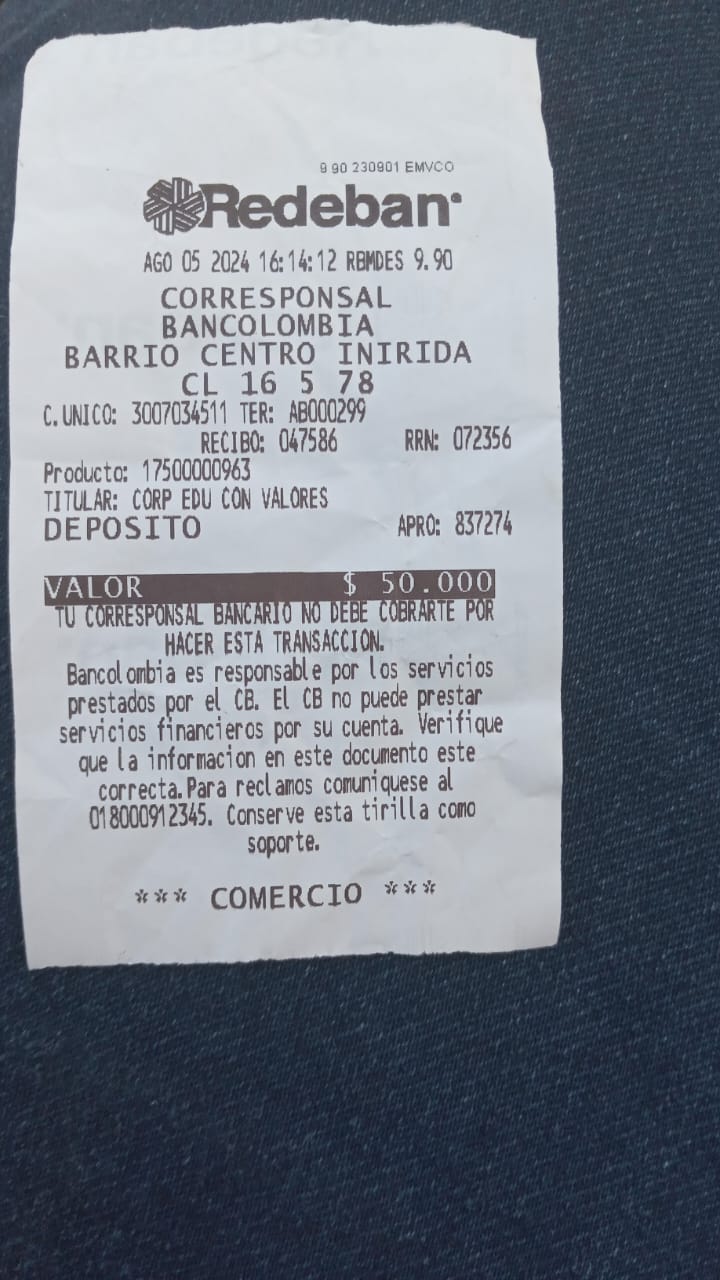 9 90 230901 EMVCO
Redeban
AGO 05 2024 16:14:12 RBMDES 9.90
CORRESPONSAL
BANCOLOMBIA
BARRIO CENTRO INIRIDA
CL 16 5 78
C.UNICO: 3007034511 TER: AB000299
RECIBO: 047586 RRN: 072356
Producto: 17500000963
TITULAR: CORP EDU CON VALORES
DEPOSITO APRO: 837274
VALOR $ 50.000
TU CORRESPONSAL BANCARIO NO DEBE COBRARTE POR
HACER ESTA TRANSACCION.
Bancolombia es responsable por los servicios
prestados por el CB. El CB no puede prestar
servicios financieros por su cuenta. Verifique
que la informacion en este documento este
correcta.Para reclamos comuniquese al
018000912345. Conserve esta tirilla como
soporte.
*** COMERCIO ***